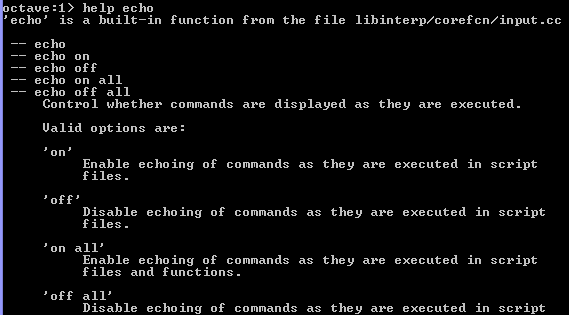 octave:1> help echo
'echo' is a built-in function from the file libinterp/corefcn/input.cc
-- echo
-- echo on
-- echo off
-- echo on all
-- echo off all
Control whether commands are displayed as they are executed.
Valid options are:
'on'
Enable echoing of commands as they are executed in script
files.
'off'
Disable echoing of commands as they are executed in script
files.
'on all'
Enable echoing of commands as they are executed in script
files and functions.
'off all'
Disable echoing of commands as they are executed in script